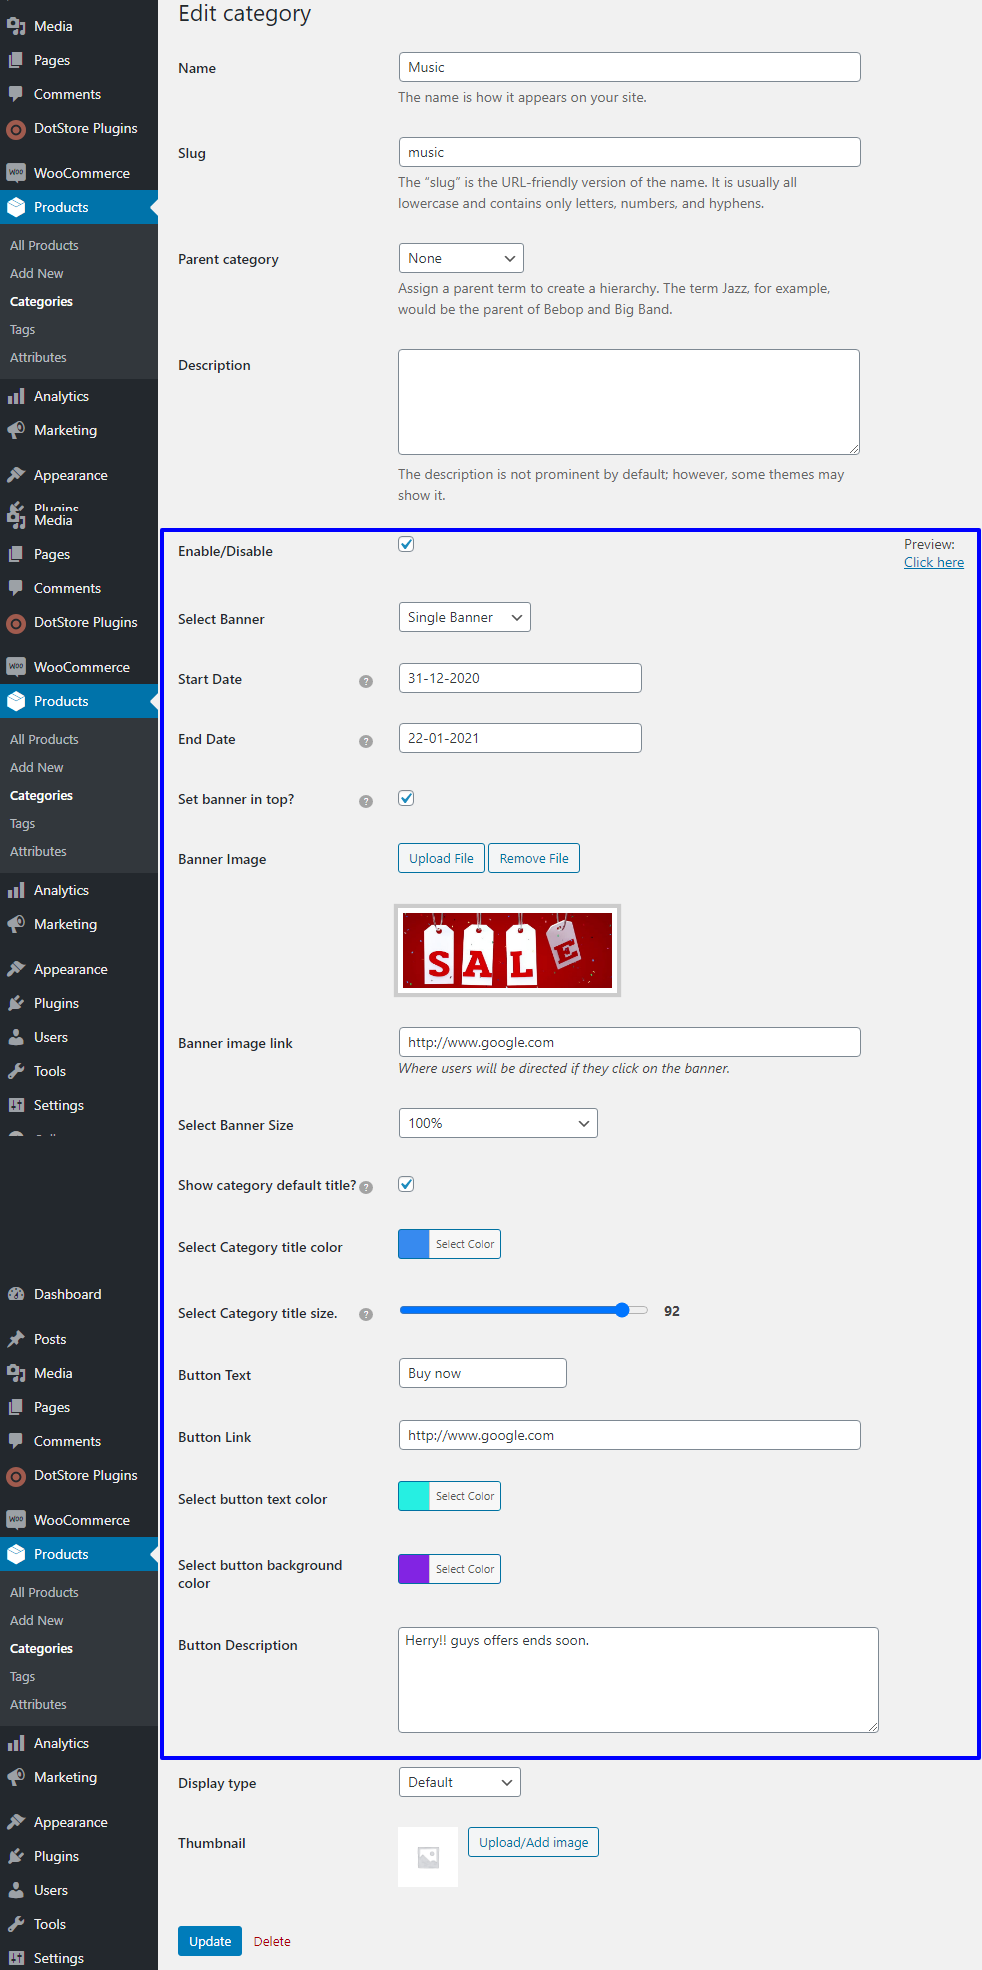 Media
Pages
Comments
DotStore Plugins
WooCommerce
Products
All Products
Add New
Categories
Tags
Attributes
Analytics
Marketing
Appearance
Plugins
Media
Pages
Comments
DotStore Plugins
WooCommerce
Products
All Products
Add New
Categories
Tags
Attributes
Analytics
Marketing
Appearance
Plugins
Users
Tools
Settings
Dashboard
Posts
Media
Pages
Comments
DotStore Plugins
WooCommerce
Products
All Products
Add New
Categories
Tags
Attributes
Analytics
Marketing
Appearance
Plugins
Users
Tools
Settings
Edit category
Name
Music
The name is how it appears on your site.
Slug
music
The “slug” is the URL-friendly version of the name. It is usually all
lowercase and contains only letters, numbers, and hyphens.
Parent category
None
Assign a parent term to create a hierarchy. The term Jazz, for example,
would be the parent of Bebop and Big Band.
Description
The description is not prominent by default; however, some themes may
show it.
Enable/Disable
Preview:
Click here
Select Banner
Single Banner
Start Date
?
31-12-2020
End Date
?
22-01-2021
Set banner in top?
?
Banner Image
Upload File
Remove File
SALE
Banner image link
http://www.google.com
Where users will be directed if they click on the banner.
Select Banner Size
100%
Show category default title?
?
Select Category title color
Select Color
Select Category title size.
?
92
Button Text
Buy now
Button Link
http://www.google.com
Select button text color
Select Color
Select button background
color
Select Color
Button Description
Herry!! guys offers ends soon.
Display type
Default
Thumbnail
Upload/Add image
Update
Delete